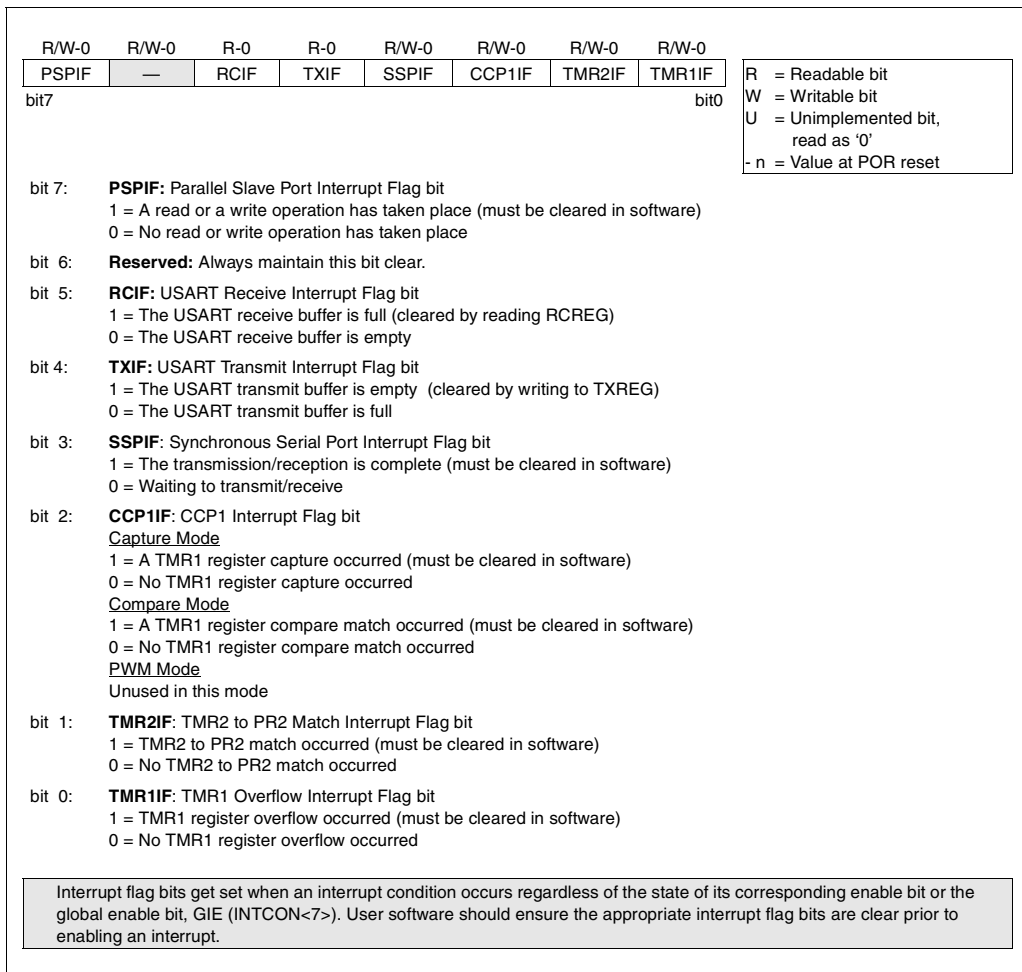 R/W-0 R/W-0 R-0 R-0 R/W-0 R/W-0 R/W-0 R/W-0
PSPIF — RCIF TXIF SSPIF CCP1IF TMR2IF TMR1IF
bit7 bit0
R = Readable bit
W = Writable bit
U = Unimplemented bit,
read as ‘0’
- n = Value at POR reset
bit 7: PSPIF: Parallel Slave Port Interrupt Flag bit
1 = A read or a write operation has taken place (must be cleared in software)
0 = No read or write operation has taken place
bit 6: Reserved: Always maintain this bit clear.
bit 5: RCIF: USART Receive Interrupt Flag bit
1 = The USART receive buffer is full (cleared by reading RCREG)
0 = The USART receive buffer is empty
bit 4: TXIF: USART Transmit Interrupt Flag bit
1 = The USART transmit buffer is empty (cleared by writing to TXREG)
0 = The USART transmit buffer is full
bit 3: SSPIF: Synchronous Serial Port Interrupt Flag bit
1 = The transmission/reception is complete (must be cleared in software)
0 = Waiting to transmit/receive
bit 2: CCP1IF: CCP1 Interrupt Flag bit
Capture Mode
1 = A TMR1 register capture occurred (must be cleared in software)
0 = No TMR1 register capture occurred
Compare Mode
1 = A TMR1 register compare match occurred (must be cleared in software)
0 = No TMR1 register compare match occurred
PWM Mode
Unused in this mode
bit 1: TMR2IF: TMR2 to PR2 Match Interrupt Flag bit
1 = TMR2 to PR2 match occurred (must be cleared in software)
0 = No TMR2 to PR2 match occurred
bit 0: TMR1IF: TMR1 Overflow Interrupt Flag bit
1 = TMR1 register overflow occurred (must be cleared in software)
0 = No TMR1 register overflow occurred
Interrupt flag bits get set when an interrupt condition occurs regardless of the state of its corresponding enable bit or the
global enable bit, GIE (INTCON<7>). User software should ensure the appropriate interrupt flag bits are clear prior to
enabling an interrupt.